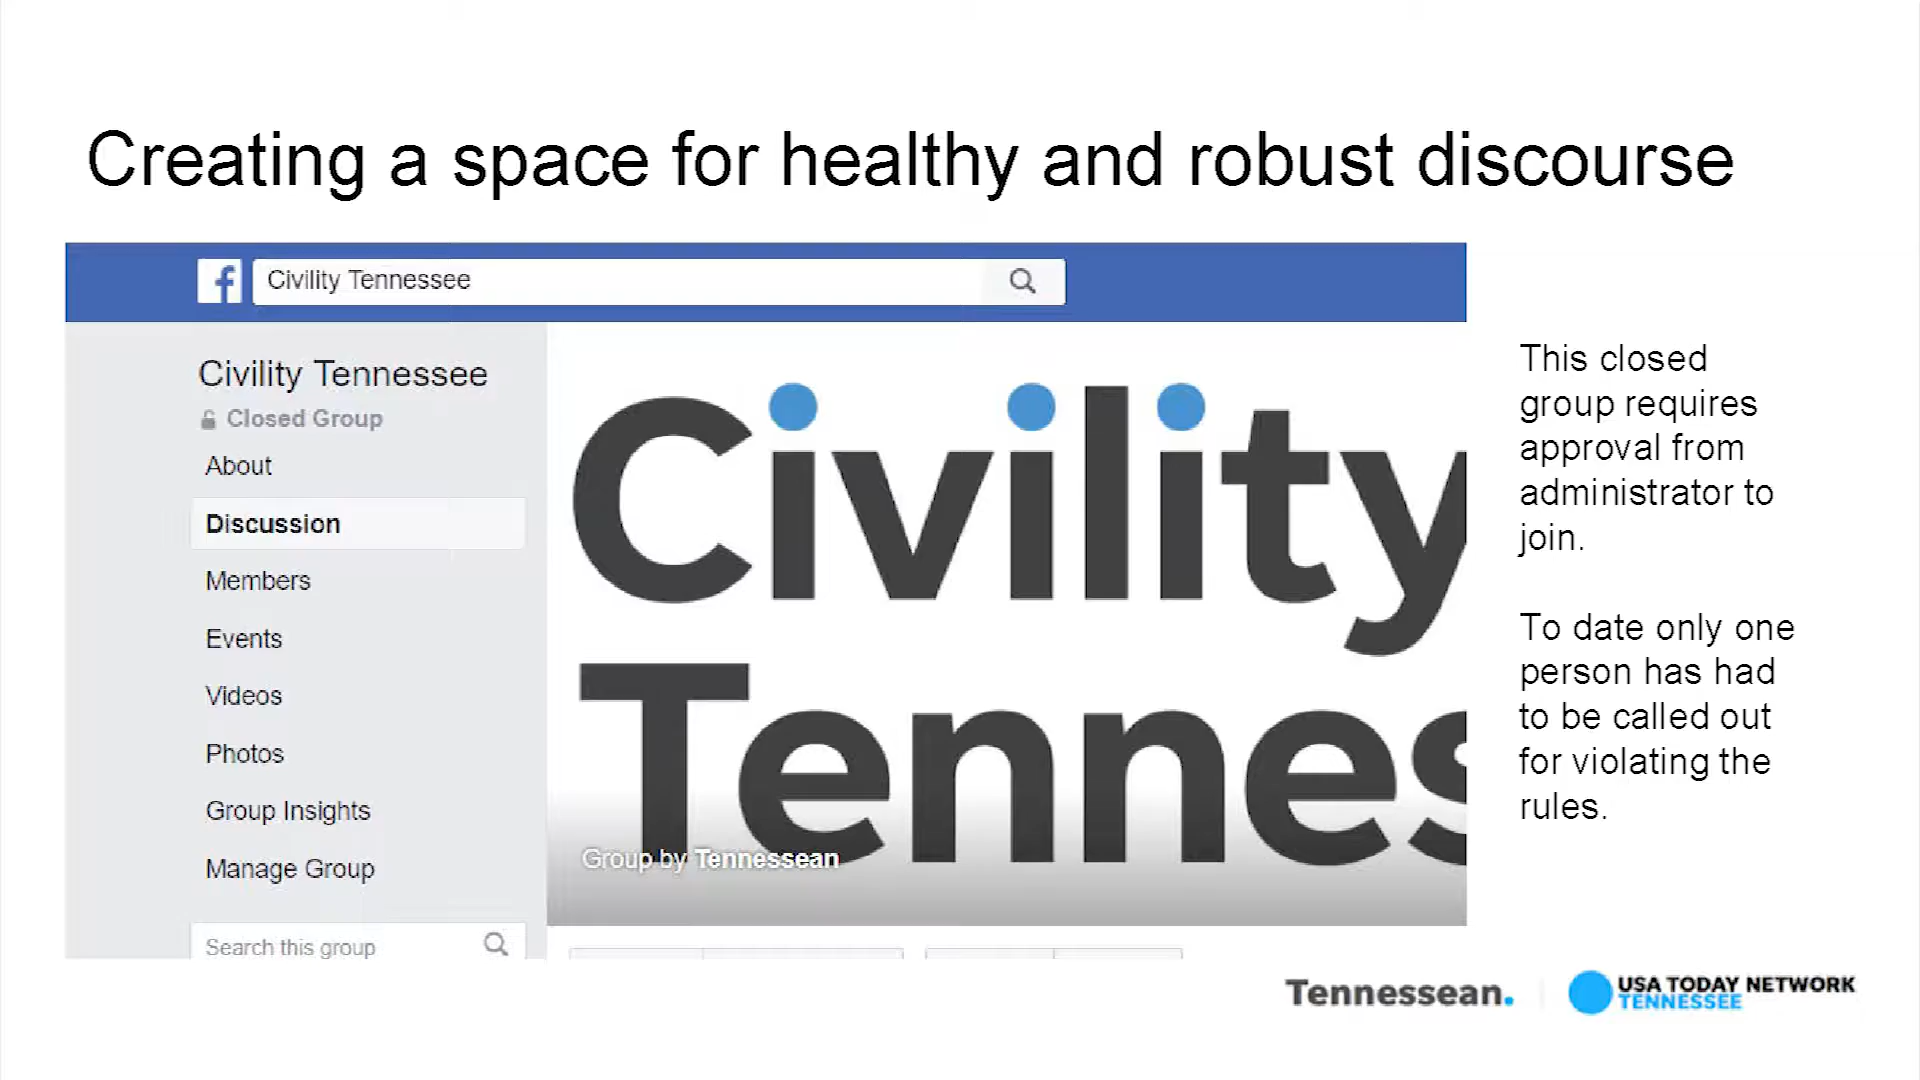 Creating a space for healthy and robust discourse
Civility Tennessee
Civility Tennessee
Closed Group
About
Discussion
Members
Events
Videos
Photos
Group Insights
Manage Group
Search this group
Civility
Tennes
Group by Tennessean
This closed
group requires
approval from
administrator to
join.
To date only one
person has had
to be called out
for violating the
rules.
Tennessean.
USA TODAY NETWORK
TENNESSEE